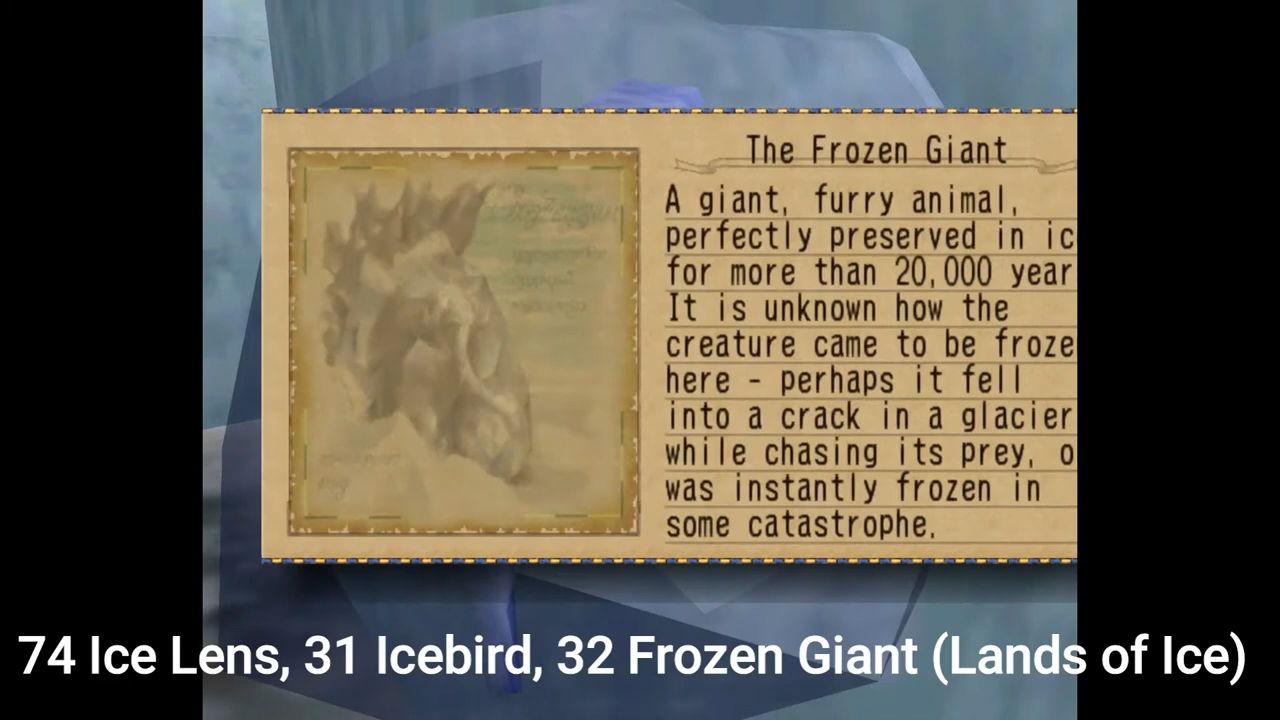 The Frozen Giant
A giant, furry animal,
perfectly preserved in ic
for more than 20,000 year
It is unknown how the
creature came to be froze
here - perhaps it fell
into a crack in a glacier
while chasing its prey, o
was instantly frozen in
some catastrophe.
74 Ice Lens, 31 Icebird, 32 Frozen Giant (Lands of Ice)